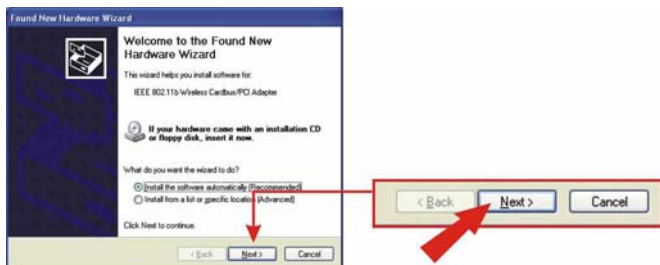 Found New Hardware Wizard
Welcome to the Found New
Hardware Wizard
This wizard helps you install software for:
IEEE 802.11b Wireless Cardbus/PCI Adapter
If your hardware came with an installation CD
or floppy disk, insert it now.
What do you want the wizard to do?
Install the software automatically (Recommended)
Install from a list or specific location (Advanced)
Click Next to continue.
< Back Next > Cancel
< Back Next > Cancel